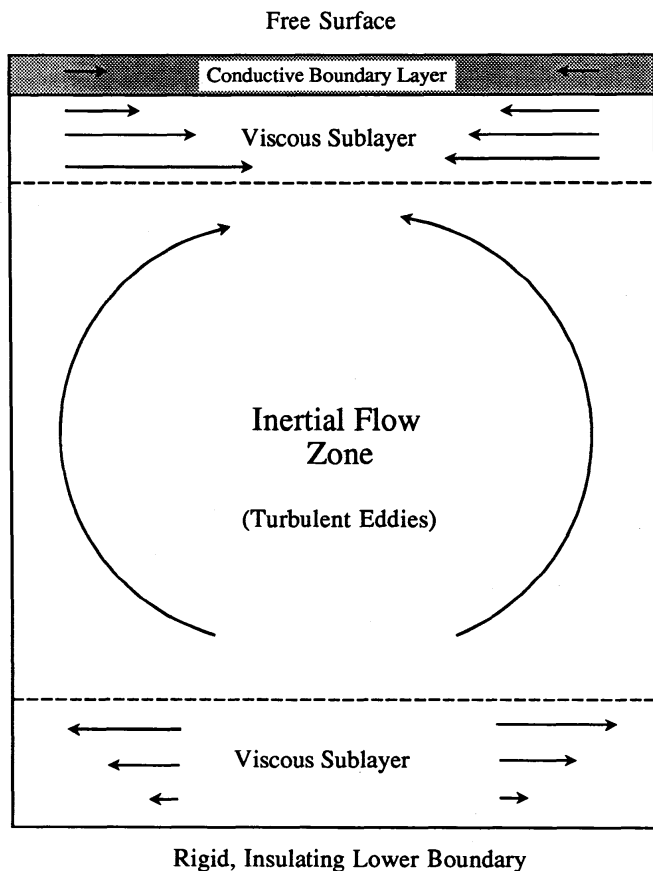 Free Surface
Conductive Boundary Layer
Viscous Sublayer
Inertial Flow
Zone
(Turbulent Eddies)
Viscous Sublayer
Rigid, Insulating Lower Boundary